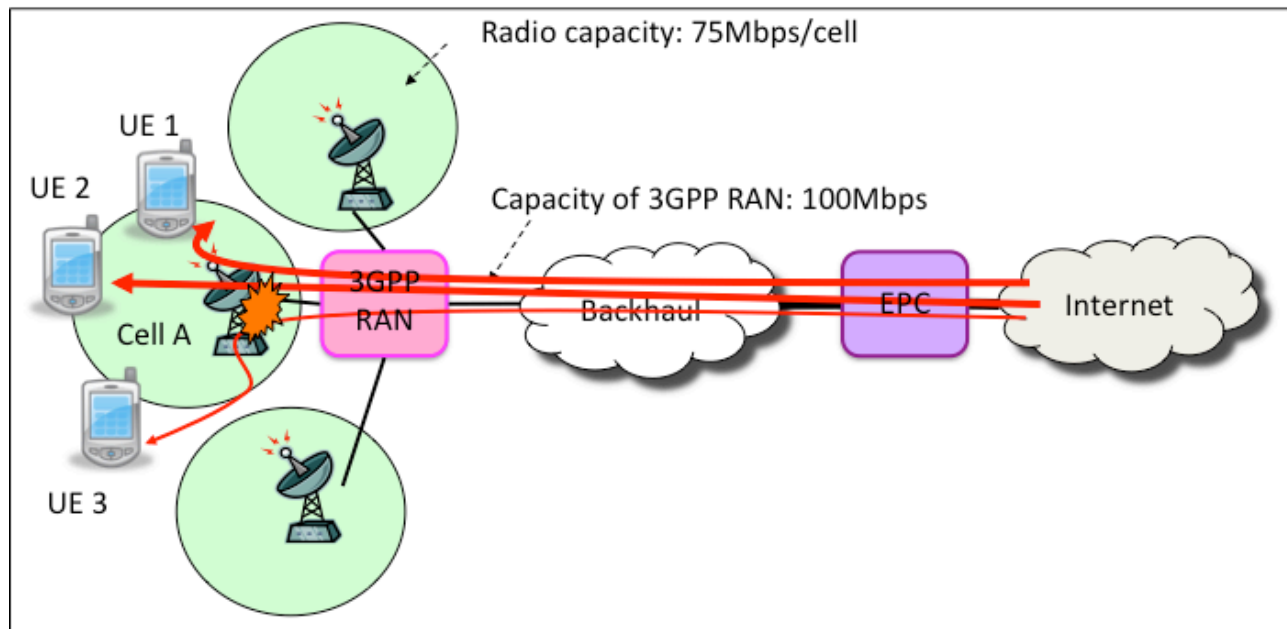 Radio capacity: 75Mbps/cell
UE 1
UE 2
Capacity of 3GPP RAN: 100Mbps
3GPP
RAN
Backhaul
EPC
Internet
Cell A
UE 3